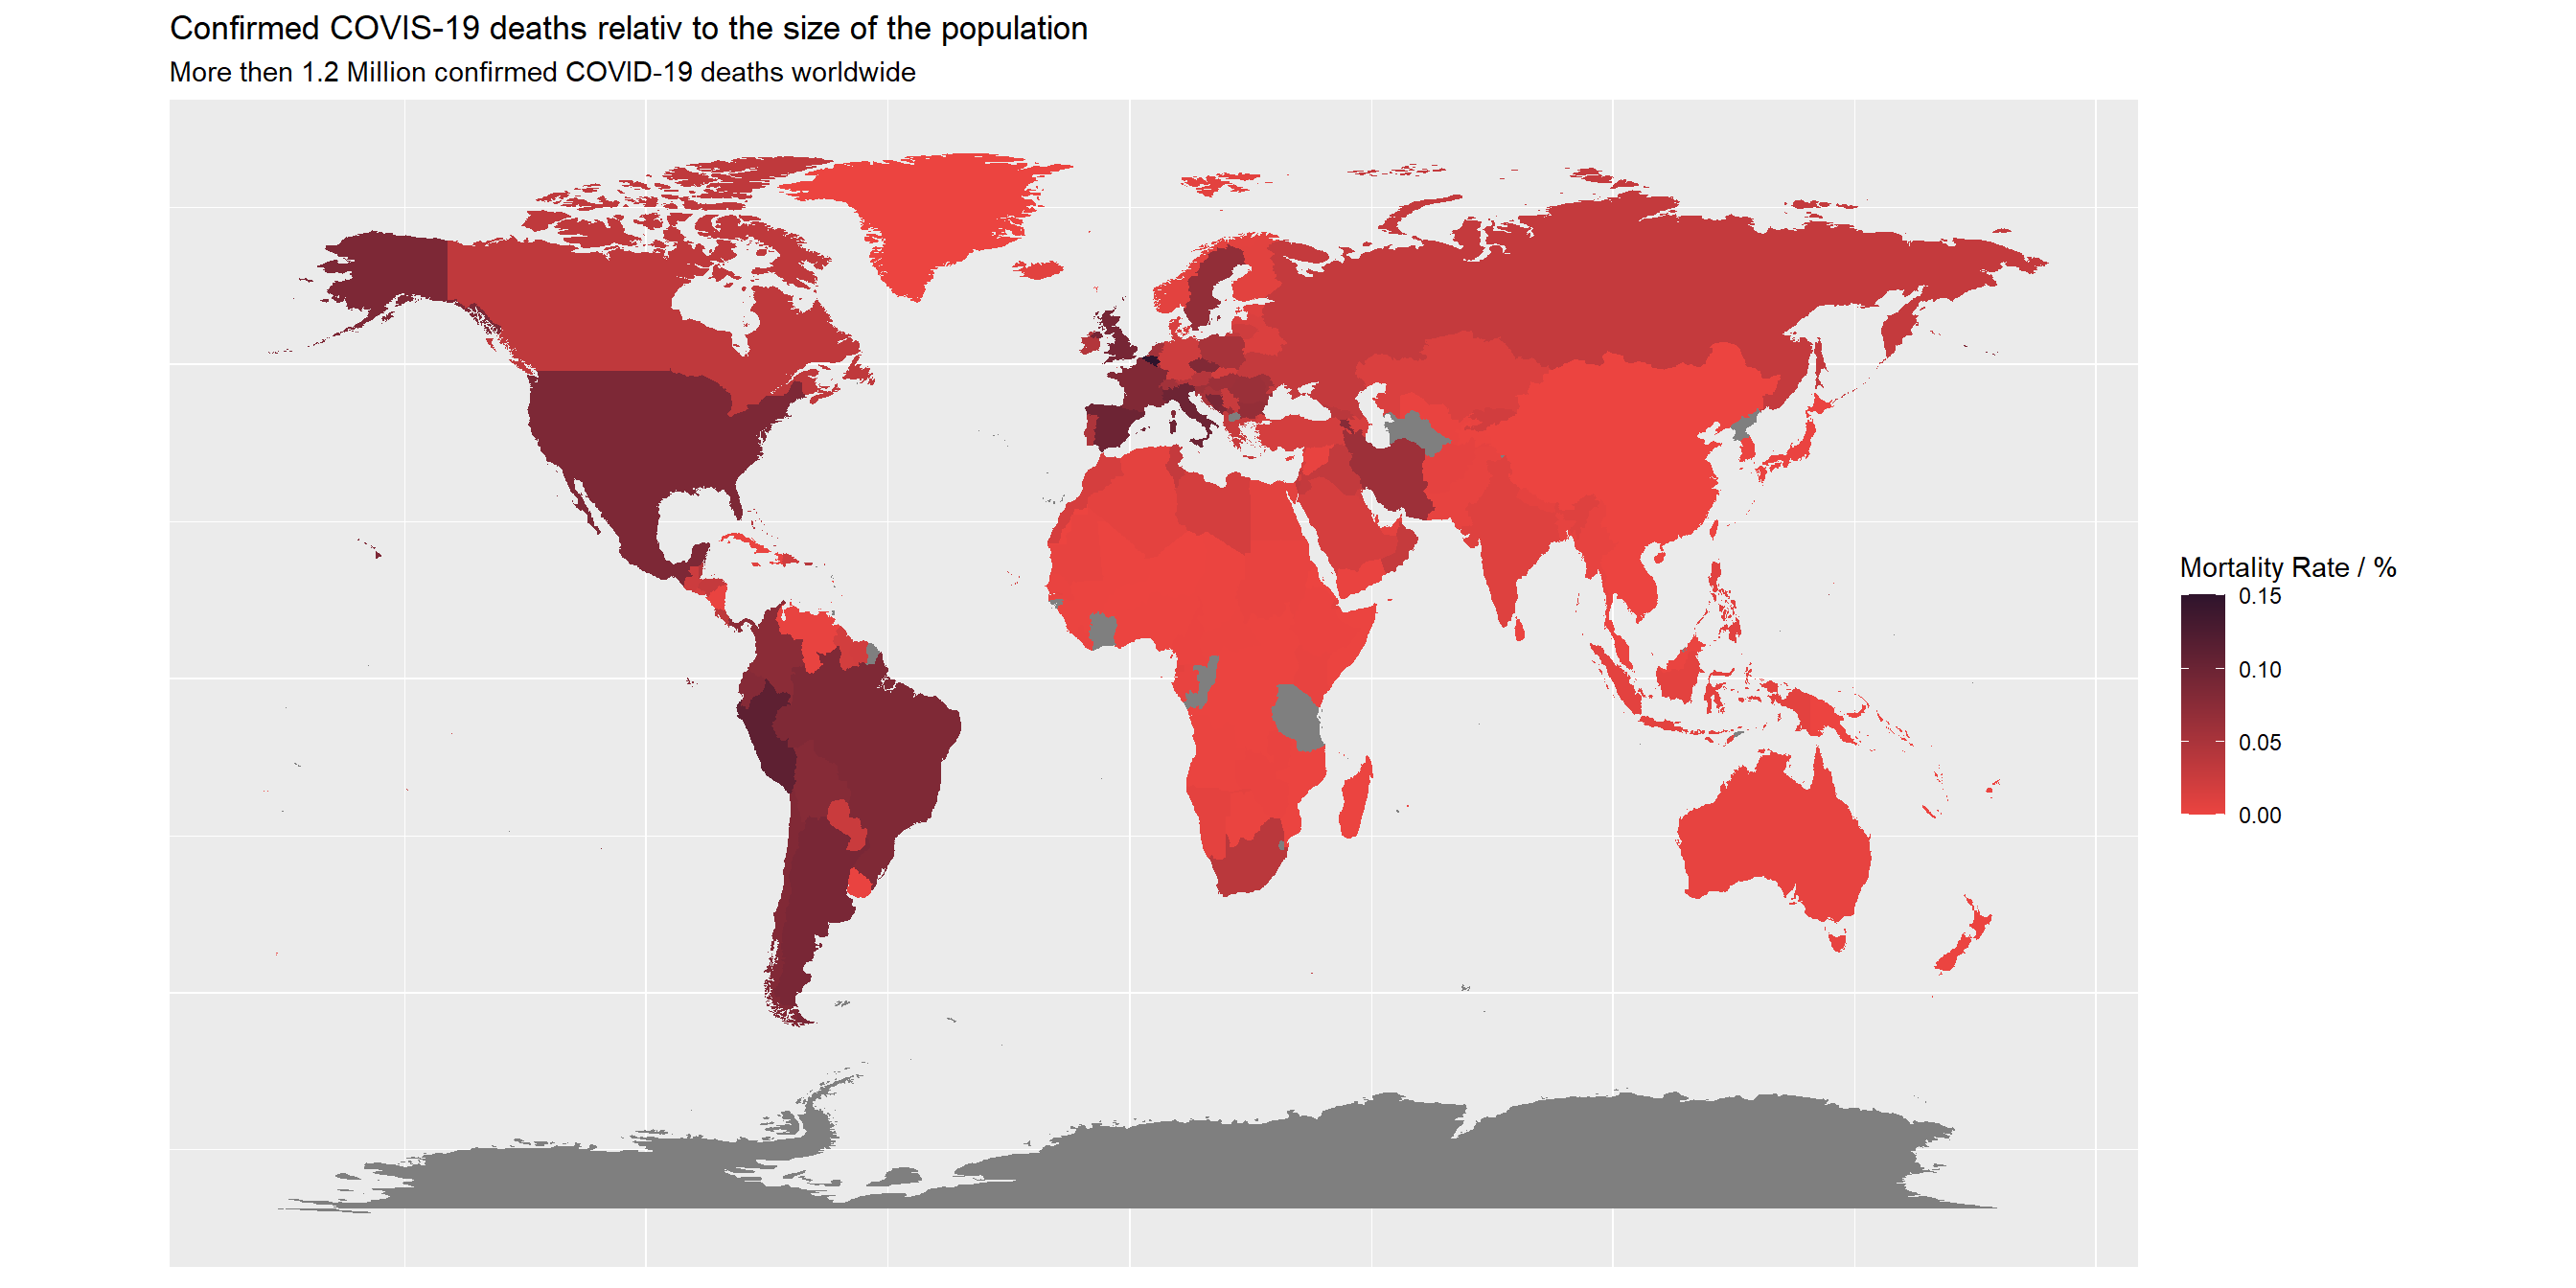 Confirmed COVIS-19 deaths relativ to the size of the population
More then 1.2 Million confirmed COVID-19 deaths worldwide
Mortality Rate / %
0.15
0.10
0.05
0.00